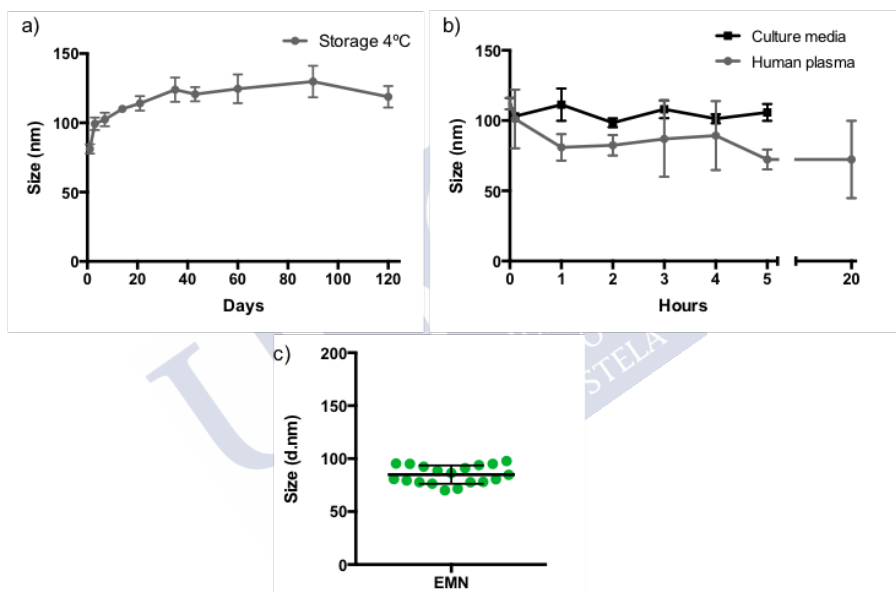 a)
Storage 4ºC
150
100
50
0
Size (nm)
0 20 40 60 80 100 120
Days
b)
Culture media
Human plasma
150
100
50
0
Size (nm)
0 1 2 3 4 5 20
Hours
c)
200
150
100
50
0
Size (d.nm)
EMN
STELA